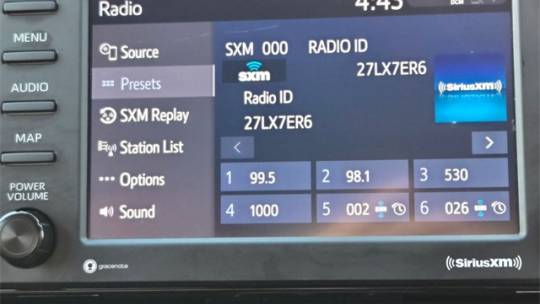 Radio
4:43
DCM
MENU
AUDIO
MAP
POWER
VOLUME
Source
Presets
SXM Replay
Station List
Options
Sound
SXM 000 RADIO ID
sxm
27LX7ER6
Radio ID
27LX7ER6
((SiriusXM))
<
>
1 99.5
2 98.1
3 530
4 1000
5 002
6 026
gracenote
((SiriusXM))